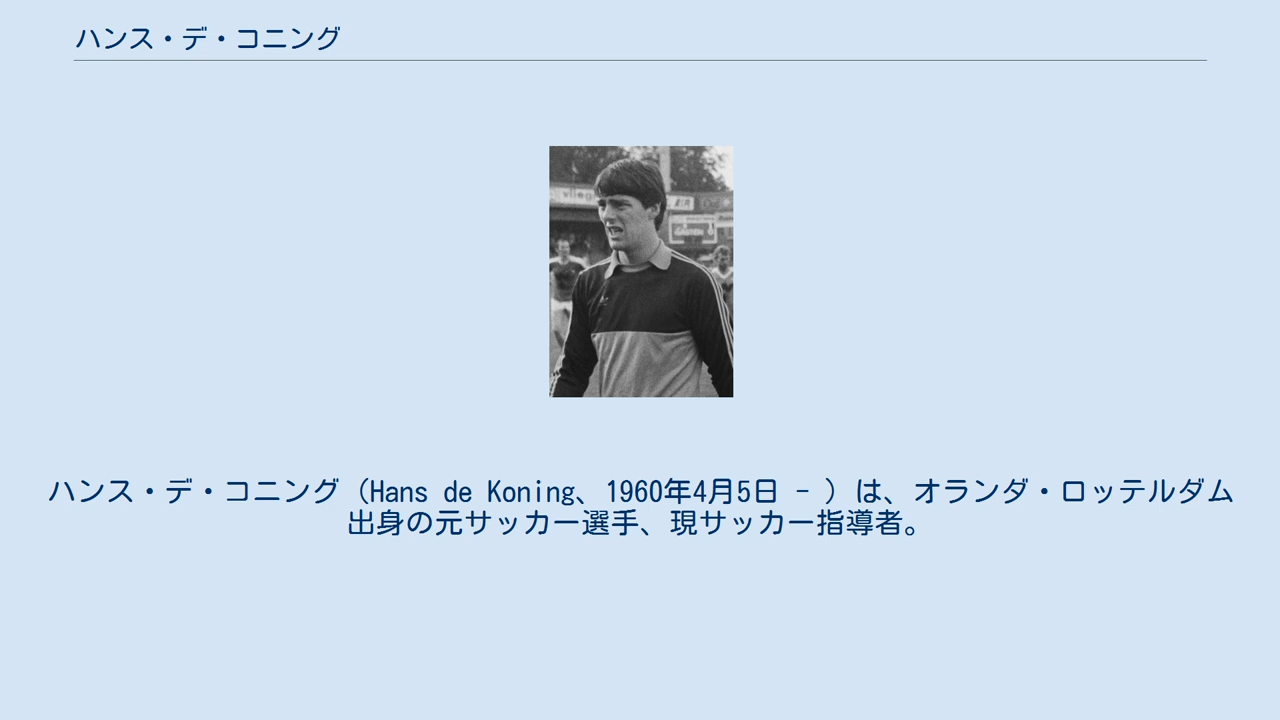 ハンス・デ・コニング
ハンス・デ・コニング（Hans de Koning、1960年4月5日 - ）は、オランダ・ロッテルダム
出身の元サッカー選手、現サッカー指導者。